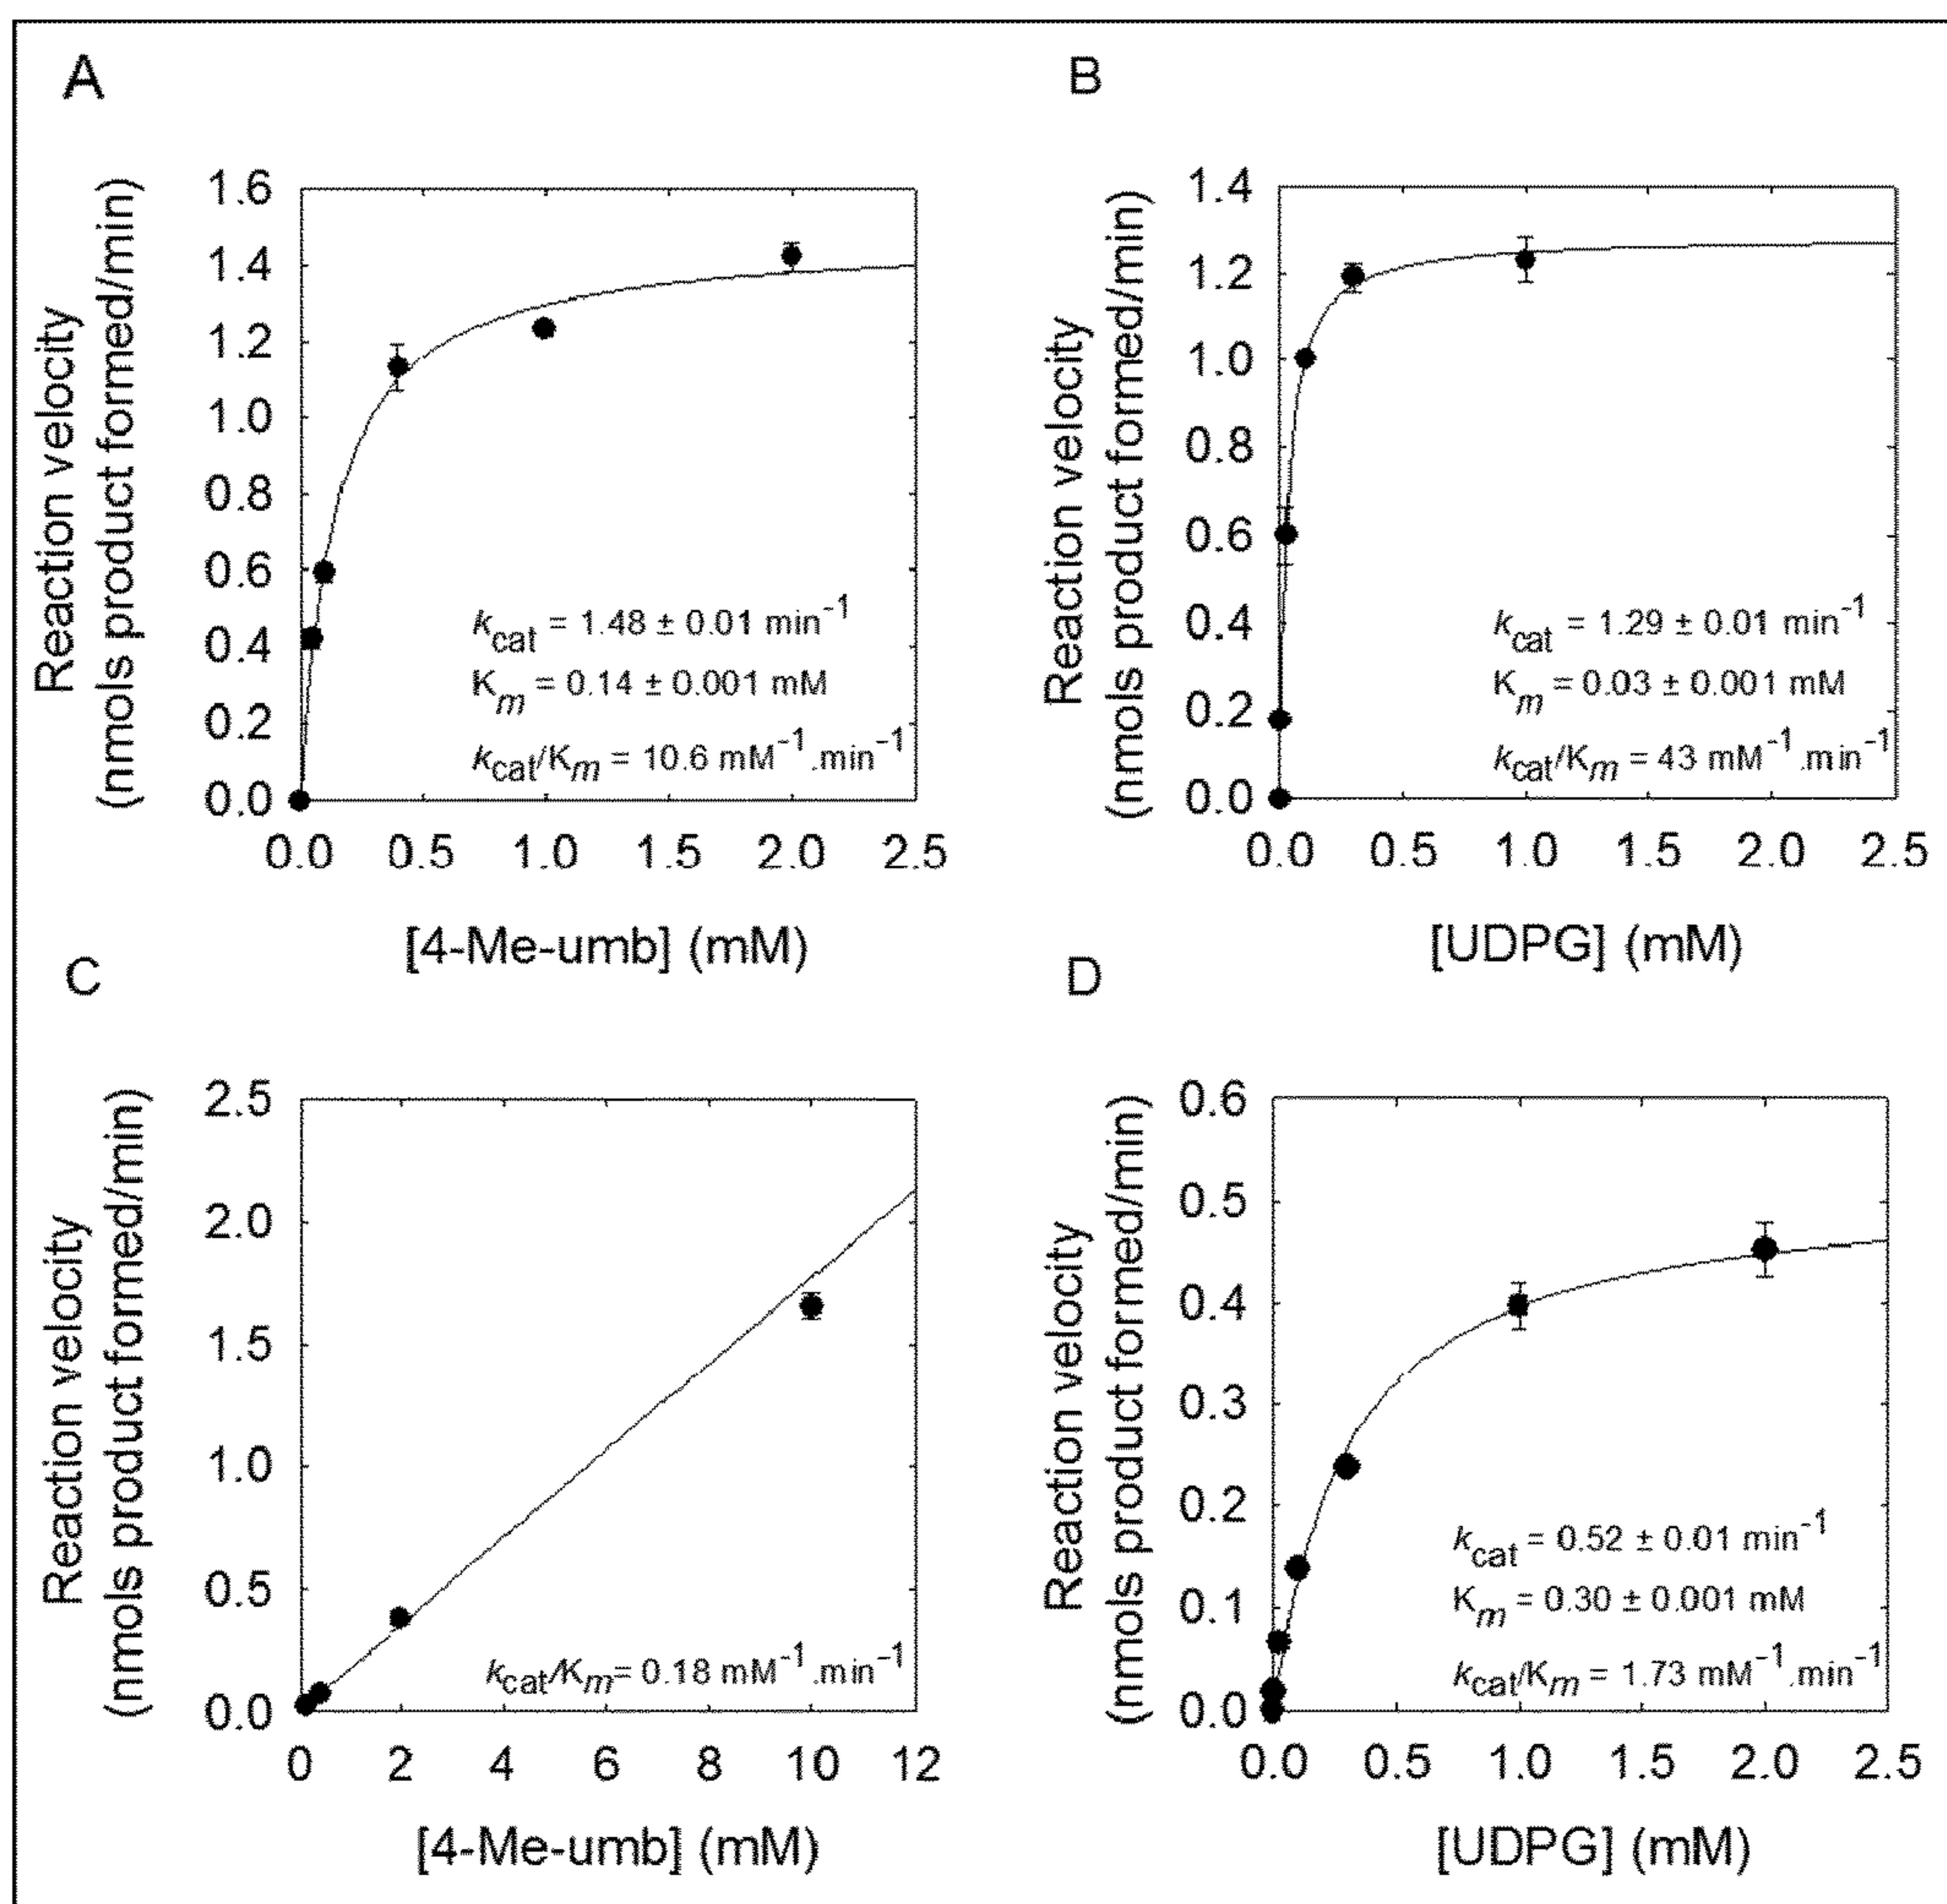 A
Reaction velocity
(nmols product formed/min)
1.6
1.4
1.2
1.0
0.8
0.6
0.4
0.2
0.0
kcat = 1.48 ± 0.01 min⁻¹
Km = 0.14 ± 0.001 mM
kcat/Km = 10.6 mM⁻¹.min⁻¹
0.0 0.5 1.0 1.5 2.0 2.5
[4-Me-umb] (mM)
B
Reaction velocity
(nmols product formed/min)
1.4
1.2
1.0
0.8
0.6
0.4
0.2
0.0
kcat = 1.29 ± 0.01 min⁻¹
Km = 0.03 ± 0.001 mM
kcat/Km = 43 mM⁻¹.min⁻¹
0.0 0.5 1.0 1.5 2.0 2.5
[UDPG] (mM)
C
Reaction velocity
(nmols product formed/min)
2.5
2.0
1.5
1.0
0.5
0.0
kcat/Km= 0.18 mM⁻¹.min⁻¹
0 2 4 6 8 10 12
[4-Me-umb] (mM)
D
Reaction velocity
(nmols product formed/min)
0.6
0.5
0.4
0.3
0.2
0.1
0.0
kcat = 0.52 ± 0.01 min⁻¹
Km = 0.30 ± 0.001 mM
kcat/Km = 1.73 mM⁻¹.min⁻¹
0.0 0.5 1.0 1.5 2.0 2.5
[UDPG] (mM)